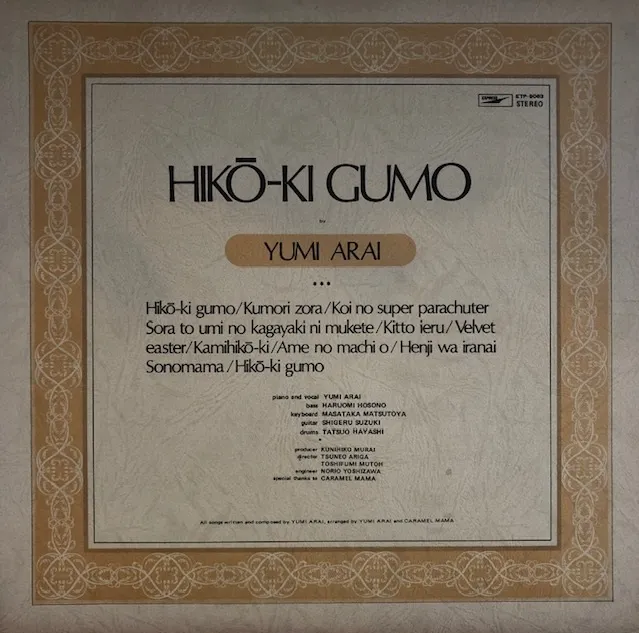 EXPRESS
ETP-9083
STEREO
HIKŌ-KI GUMO
by
YUMI ARAI
Hikō-ki gumo/Kumori zora/Koi no super parachuter
Sora to umi no kagayaki ni mukete/Kitto ieru/Velvet
easter/Kamihikō-ki/Ame no machi o/Henji wa iranai
Sonomama/Hikō-ki gumo
piano and vocal YUMI ARAI
bass HARUOMI HOSONO
keyboard MASATAKA MATSUTOYA
guitar SHIGERU SUZUKI
drums TATSUO HAYASHI
producer KUNIHIKO MURAI
director TSUNEO ARIGA
TOSHIFUMI MUTOH
engineer NORIO YOSHIZAWA
special thanks to CARAMEL MAMA
All songs written and composed by YUMI ARAI, arranged by YUMI ARAI and CARAMEL MAMA